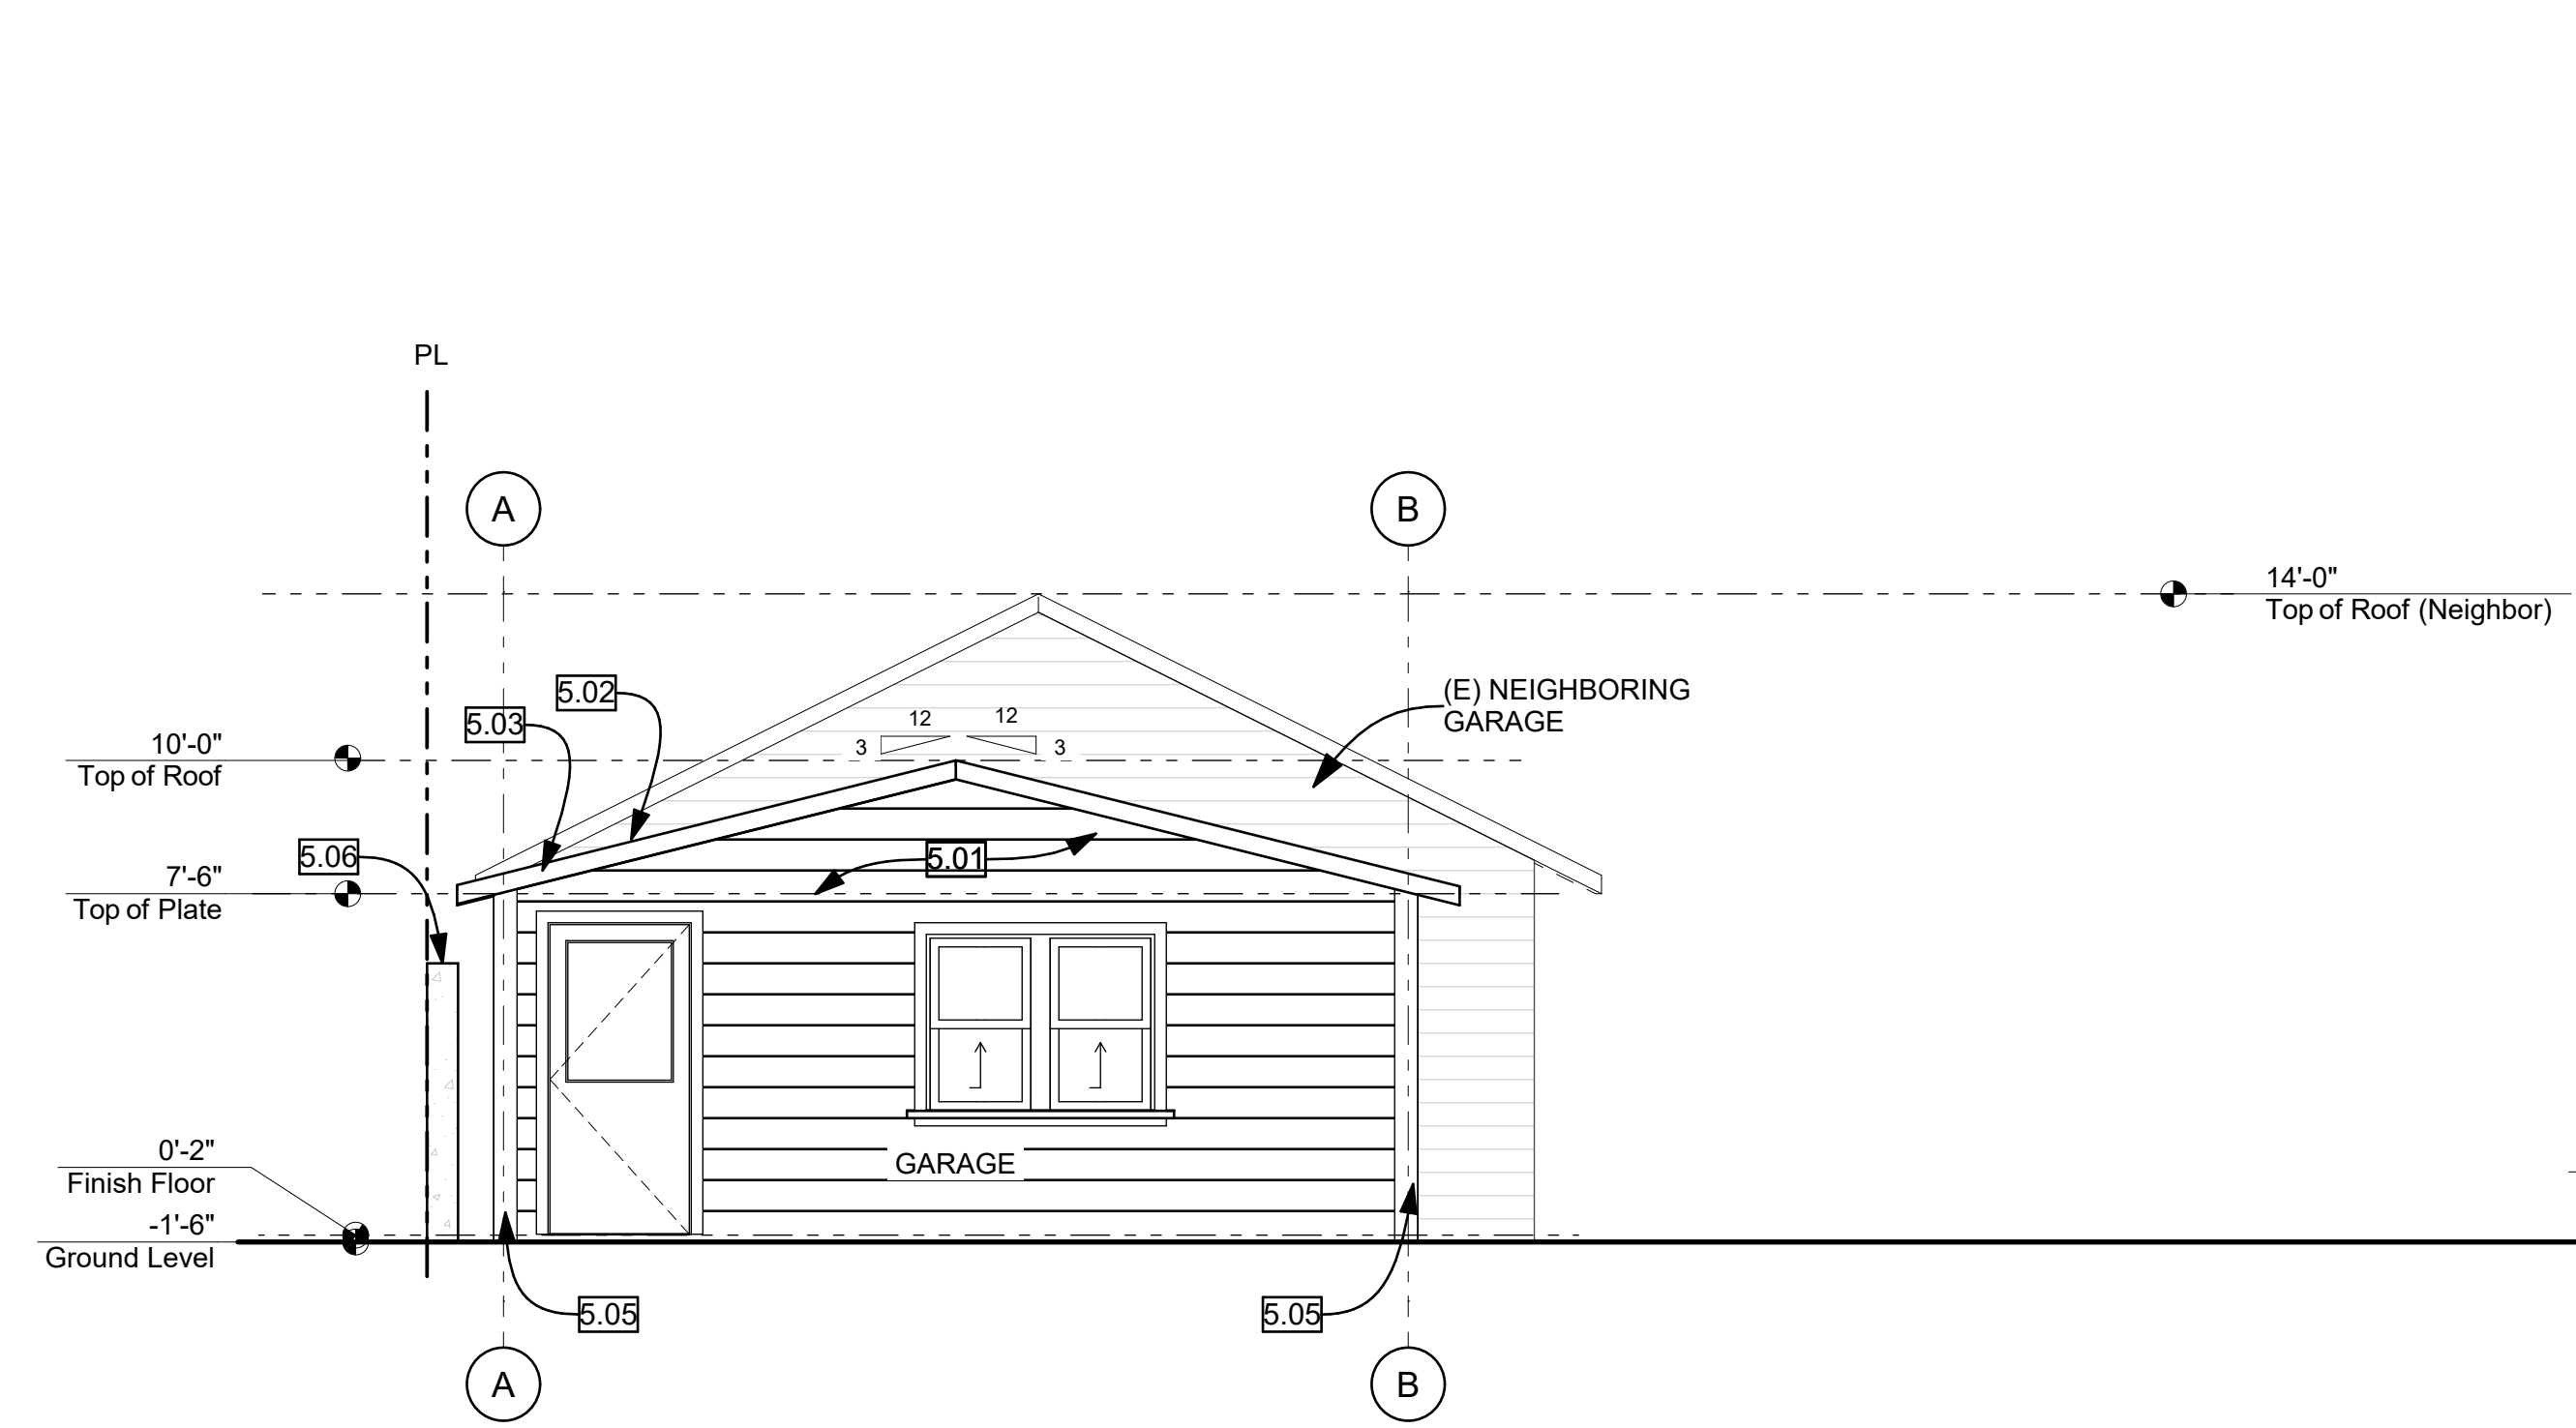 PL
A
B
14'-0"
Top of Roof (Neighbor)
5.02
(E) NEIGHBORING
GARAGE
5.03
12
12
3
3
10'-0"
Top of Roof
5.06
5.01
7'-6"
Top of Plate
0'-2"
Finish Floor
GARAGE
-1'-6"
Ground Level
5.05
5.05
A
B